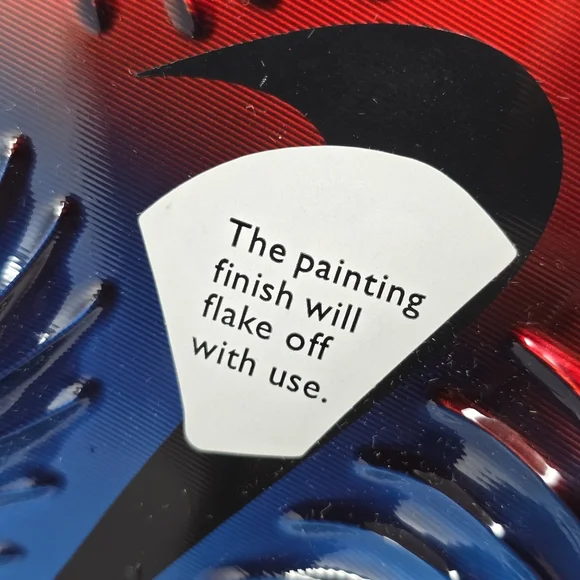 The painting
finish will
flake off
with use.